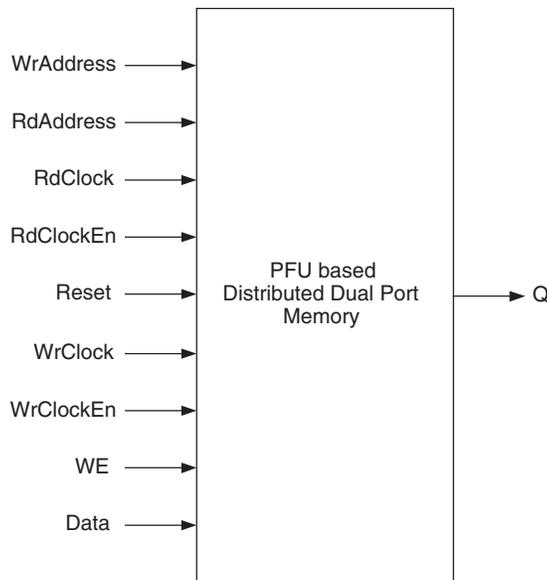 WrAddress
RdAddress
RdClock
RdClockEn
Reset
WrClock
WrClockEn
WE
Data
PFU based
Distributed Dual Port
Memory
Q